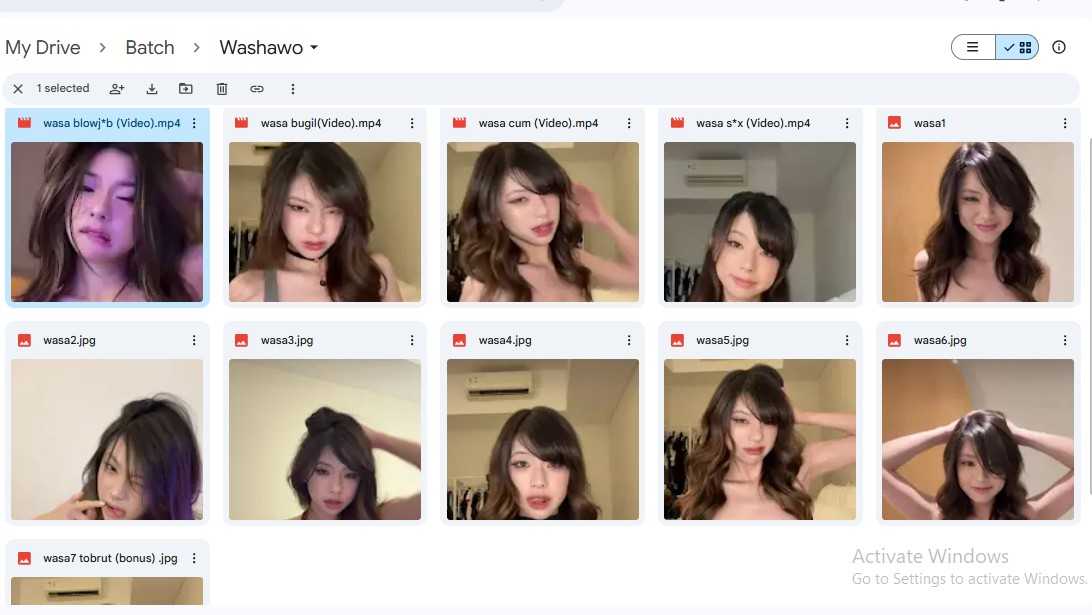 My Drive > Batch > Washawo
1 selected
wasa blowj*b (Video).mp4
wasa bugil(Video).mp4
wasa cum (Video).mp4
wasa s*x (Video).mp4
wasa1
wasa2.jpg
wasa3.jpg
wasa4.jpg
wasa5.jpg
wasa6.jpg
wasa7 tobrut (bonus) .jpg
Activate Windows
Go to Settings to activate Windows.